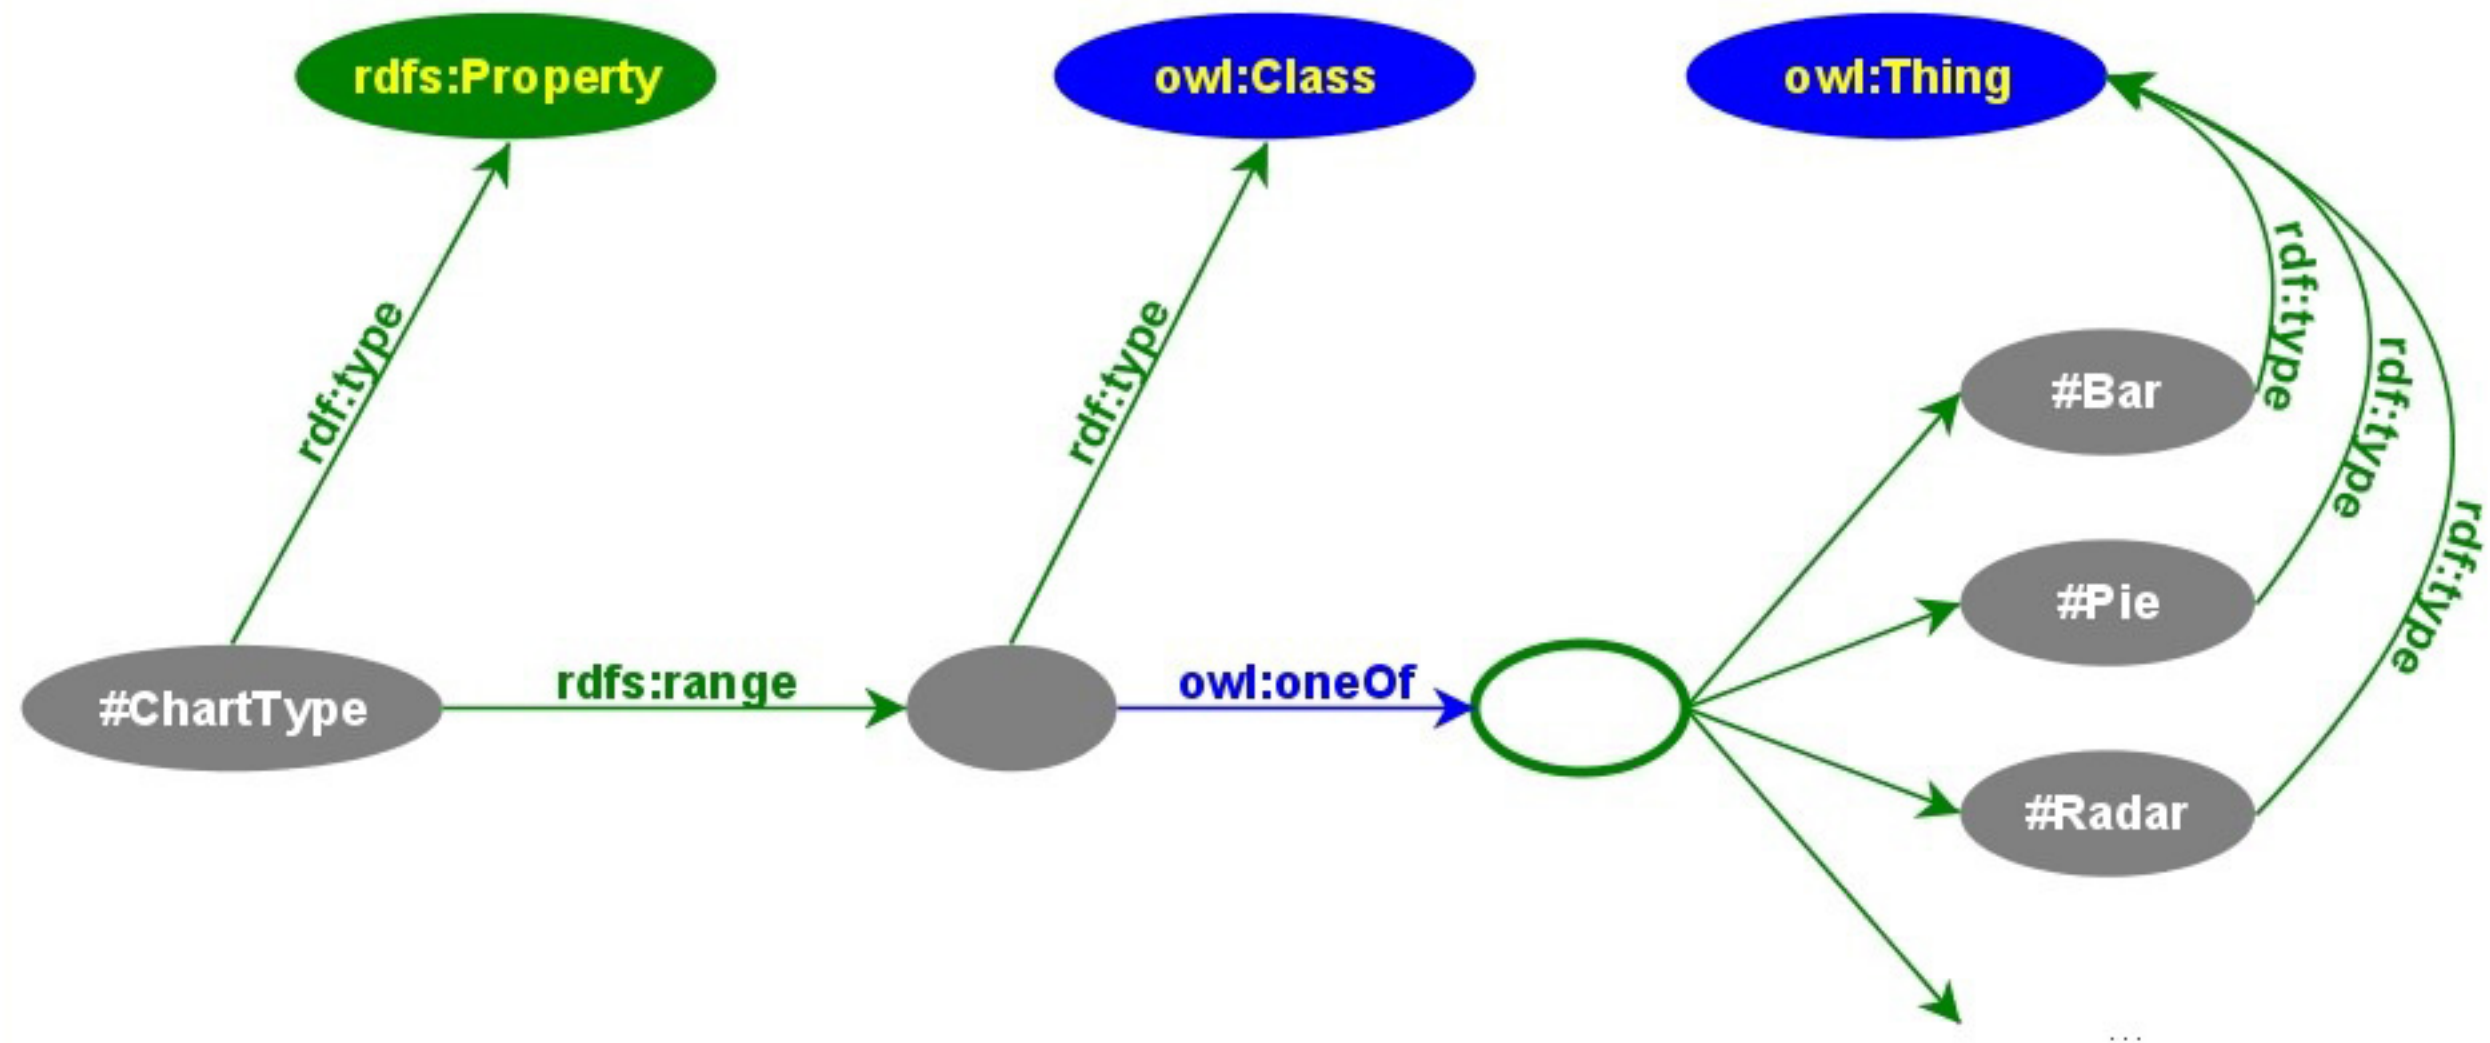 rdfs:Property
owl:Class
owl:Thing
rdf:type
rdf:type
rdf:type
rdf:type
rdf:type
#Bar
#Pie
#ChartType
rdfs:range
owl:oneOf
#Radar
...